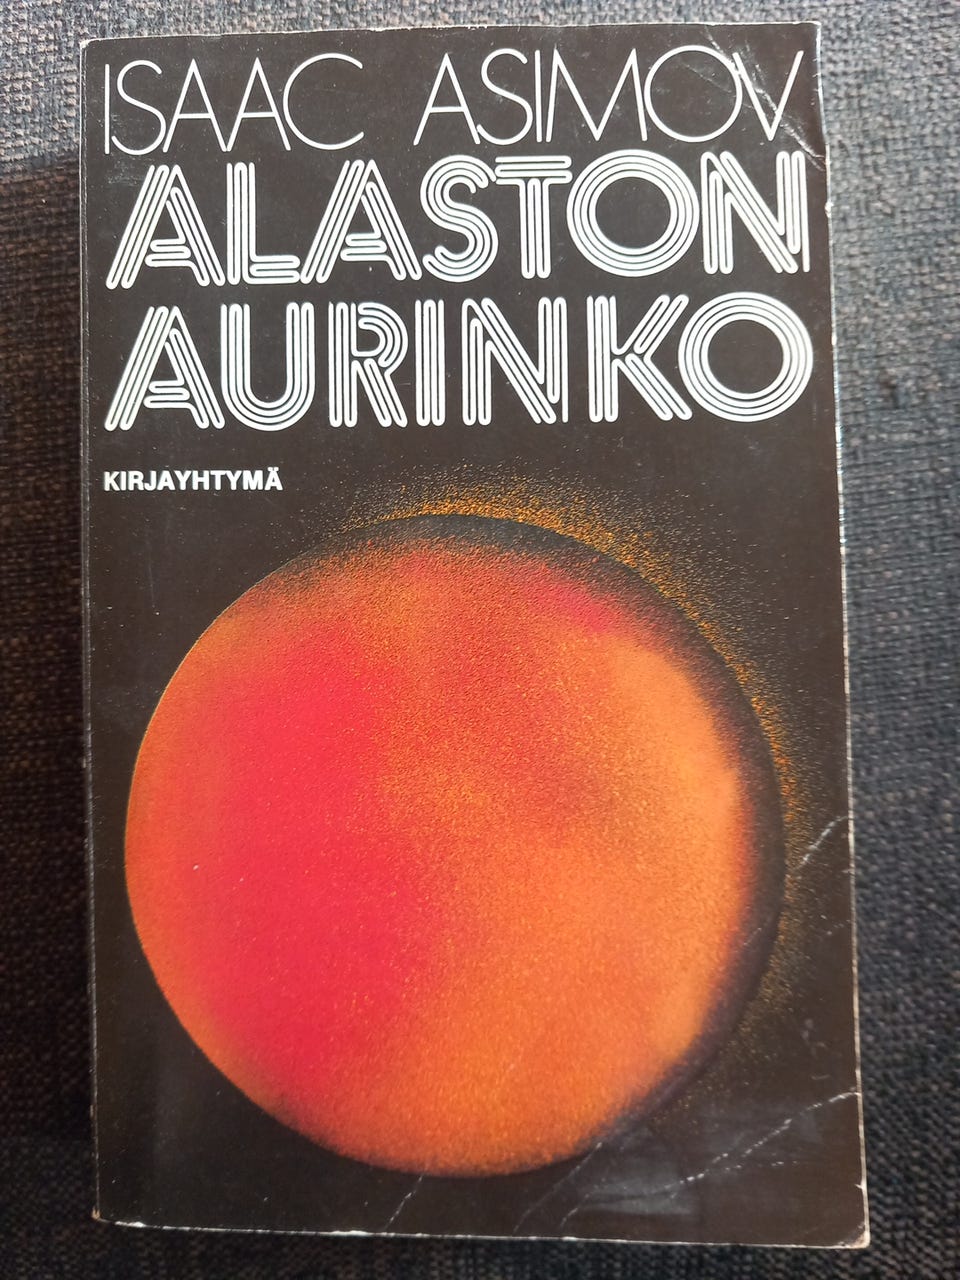 ISAAC ASIMOV
ALASTON
AURINKO
KIRJAYHTYMÄ